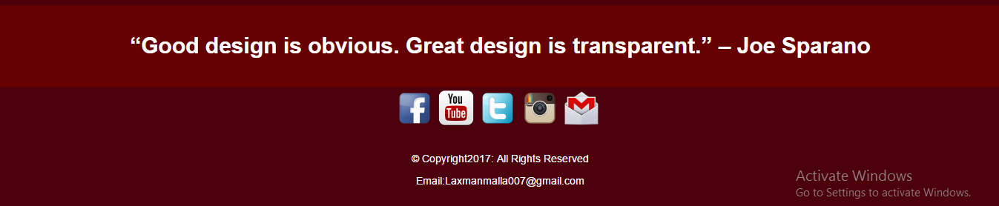 “Good design is obvious. Great design is transparent.” – Joe Sparano
f You Tube t M
© Copyright2017: All Rights Reserved
Email:Laxmanmalla007@gmail.com
Activate Windows
Go to Settings to activate Windows.